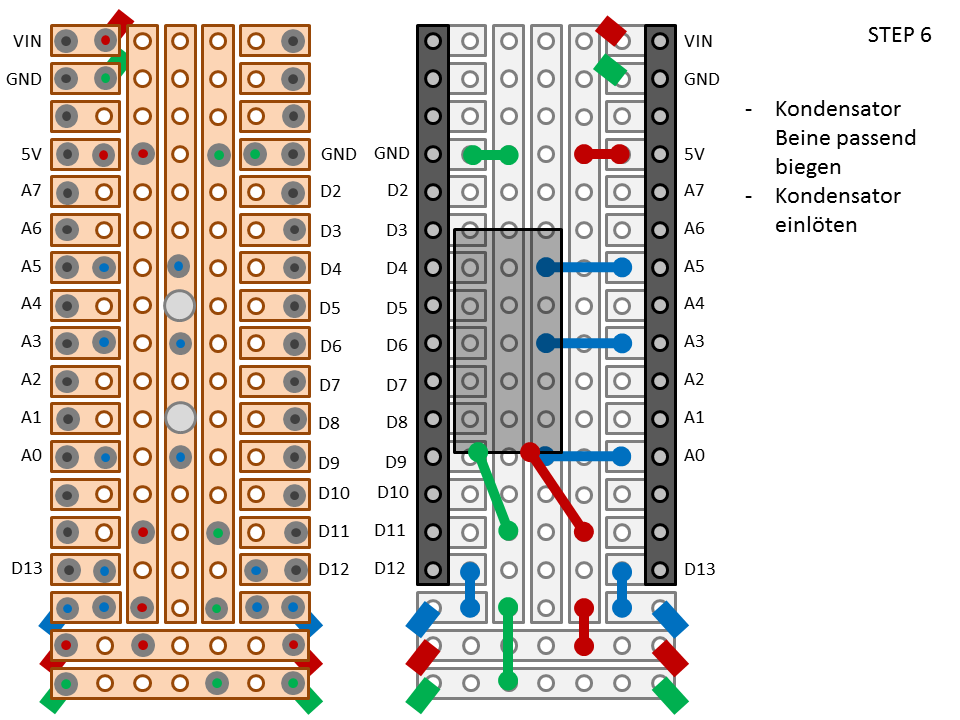 STEP 6
- Kondensator
Beine passend
biegen
- Kondensator
einlöten
VIN VIN
GND GND
5V GND GND 5V
A7 D2 D2 A7
A6 D3 D3 A6
A5 D4 D4 A5
A4 D5 D5 A4
A3 D6 D6 A3
A2 D7 D7 A2
A1 D8 D8 A1
A0 D9 D9 A0
D10 D10
D11 D11
D13 D12 D12 D13